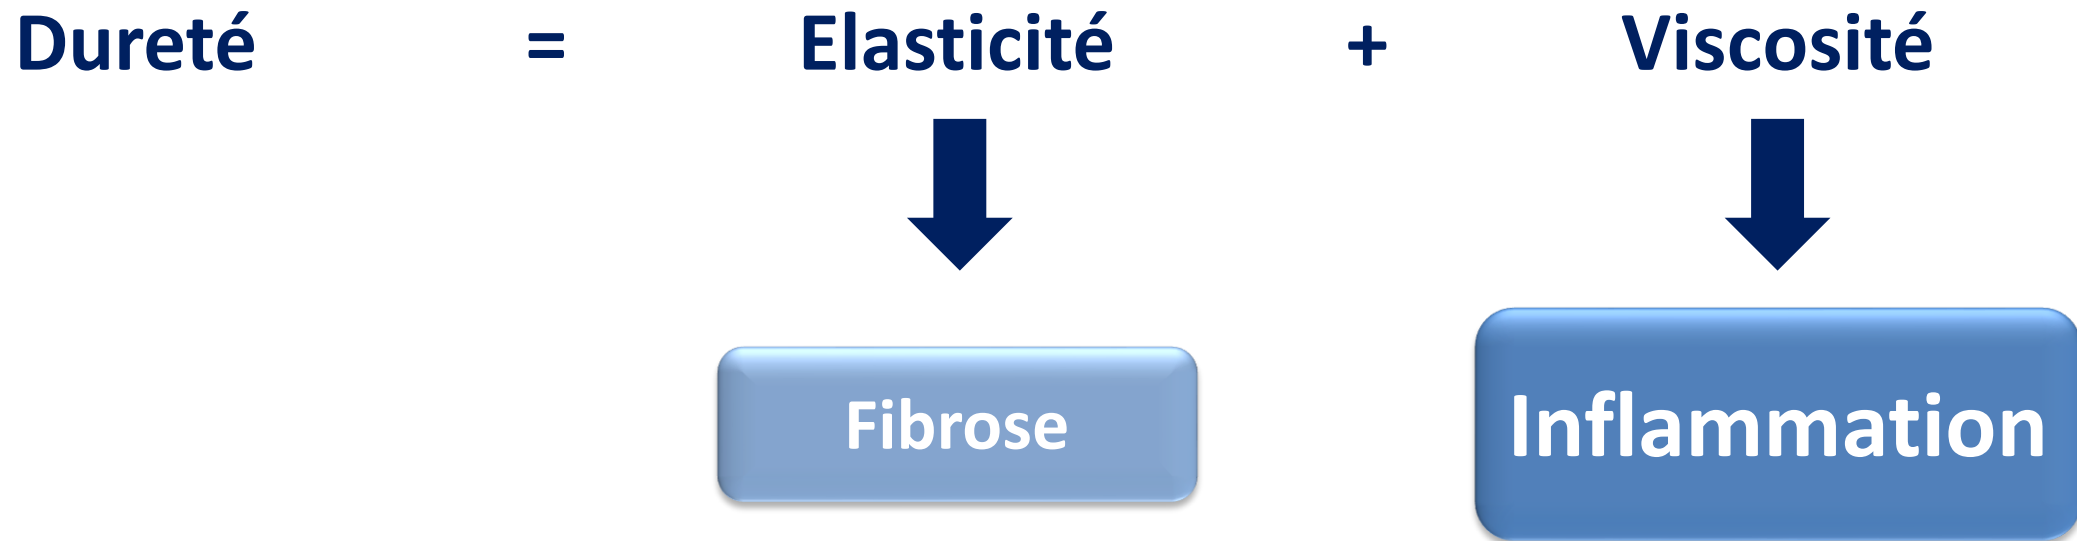 Dureté = Elasticité + Viscosité
Fibrose Inflammation